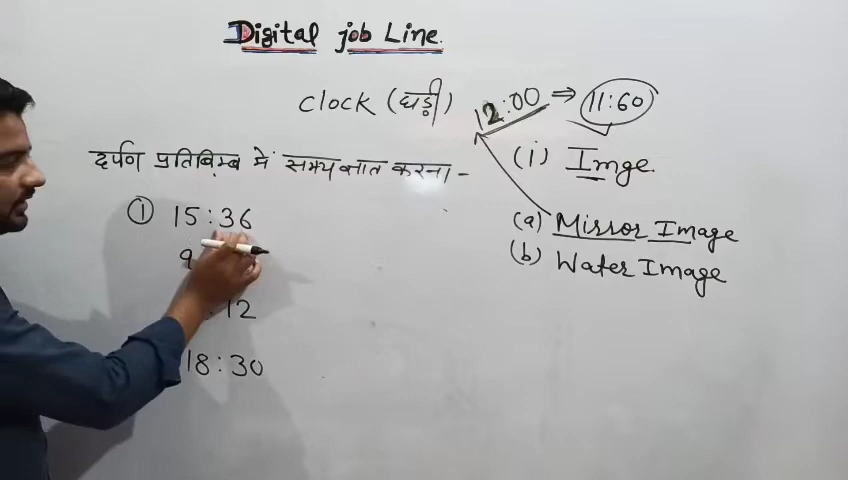 Digital job Line.
clock (घड़ी) 12:00 ⇒ 11:60
दर्पण प्रतिबिम्ब में समय ज्ञात करना -
(i) Imge.
① 15:36
(a) Mirror Image
9
(b) Water Image
:12
18:30